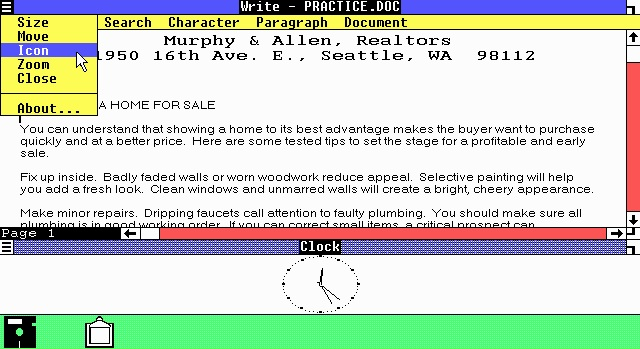 Write - PRACTICE.DOC
Search Character Paragraph Document
Size
Move
Icon
Zoom
Close
About...
Murphy & Allen, Realtors
1950 16th Ave. E., Seattle, WA 98112
A HOME FOR SALE
You can understand that showing a home to its best advantage makes the buyer want to purchase
quickly and at a better price. Here are some tested tips to set the stage for a profitable and early
sale.
Fix up inside. Badly faded walls or worn woodwork reduce appeal. Selective painting will help
you add a fresh look. Clean windows and unmarred walls will create a bright, cheery appearance.
Make minor repairs. Dripping faucets call attention to faulty plumbing. You should make sure all
plumbing is in good working order. If you can correct small items, a critical prospect can
Page 1
Clock